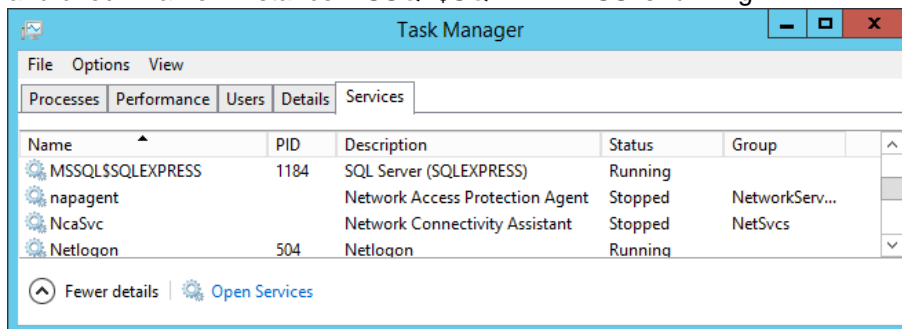 Task Manager
File Options View
Processes Performance Users Details Services
Name PID Description Status Group
MSSQL$SQLEXPRESS 1184 SQL Server (SQLEXPRESS) Running
napagent Network Access Protection Agent Stopped NetworkServ...
NcaSvc Network Connectivity Assistant Stopped NetSvcs
Netlogon 504 Netlogon Running
Fewer details Open Services